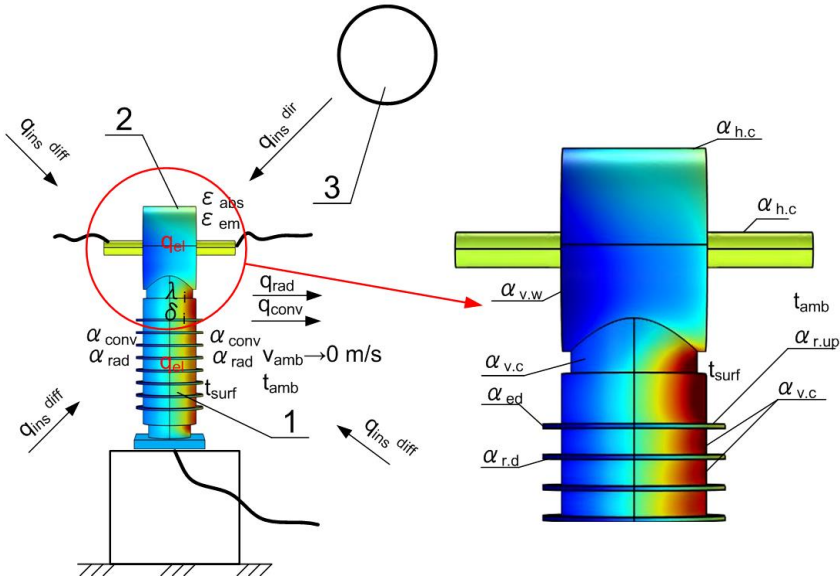 q ins diff
q ins dir
2
3
ε abs
ε em
q el
q rad
λ i
q conv
δ i
α conv
α conv
α rad
q el
α rad
v amb→0 m/s
t surf
t amb
1
q ins diff
q ins diff
α h.c
α h.c
α v.w
t amb
α r.up
α v.c
t surf
α v.c
α ed
α r.d